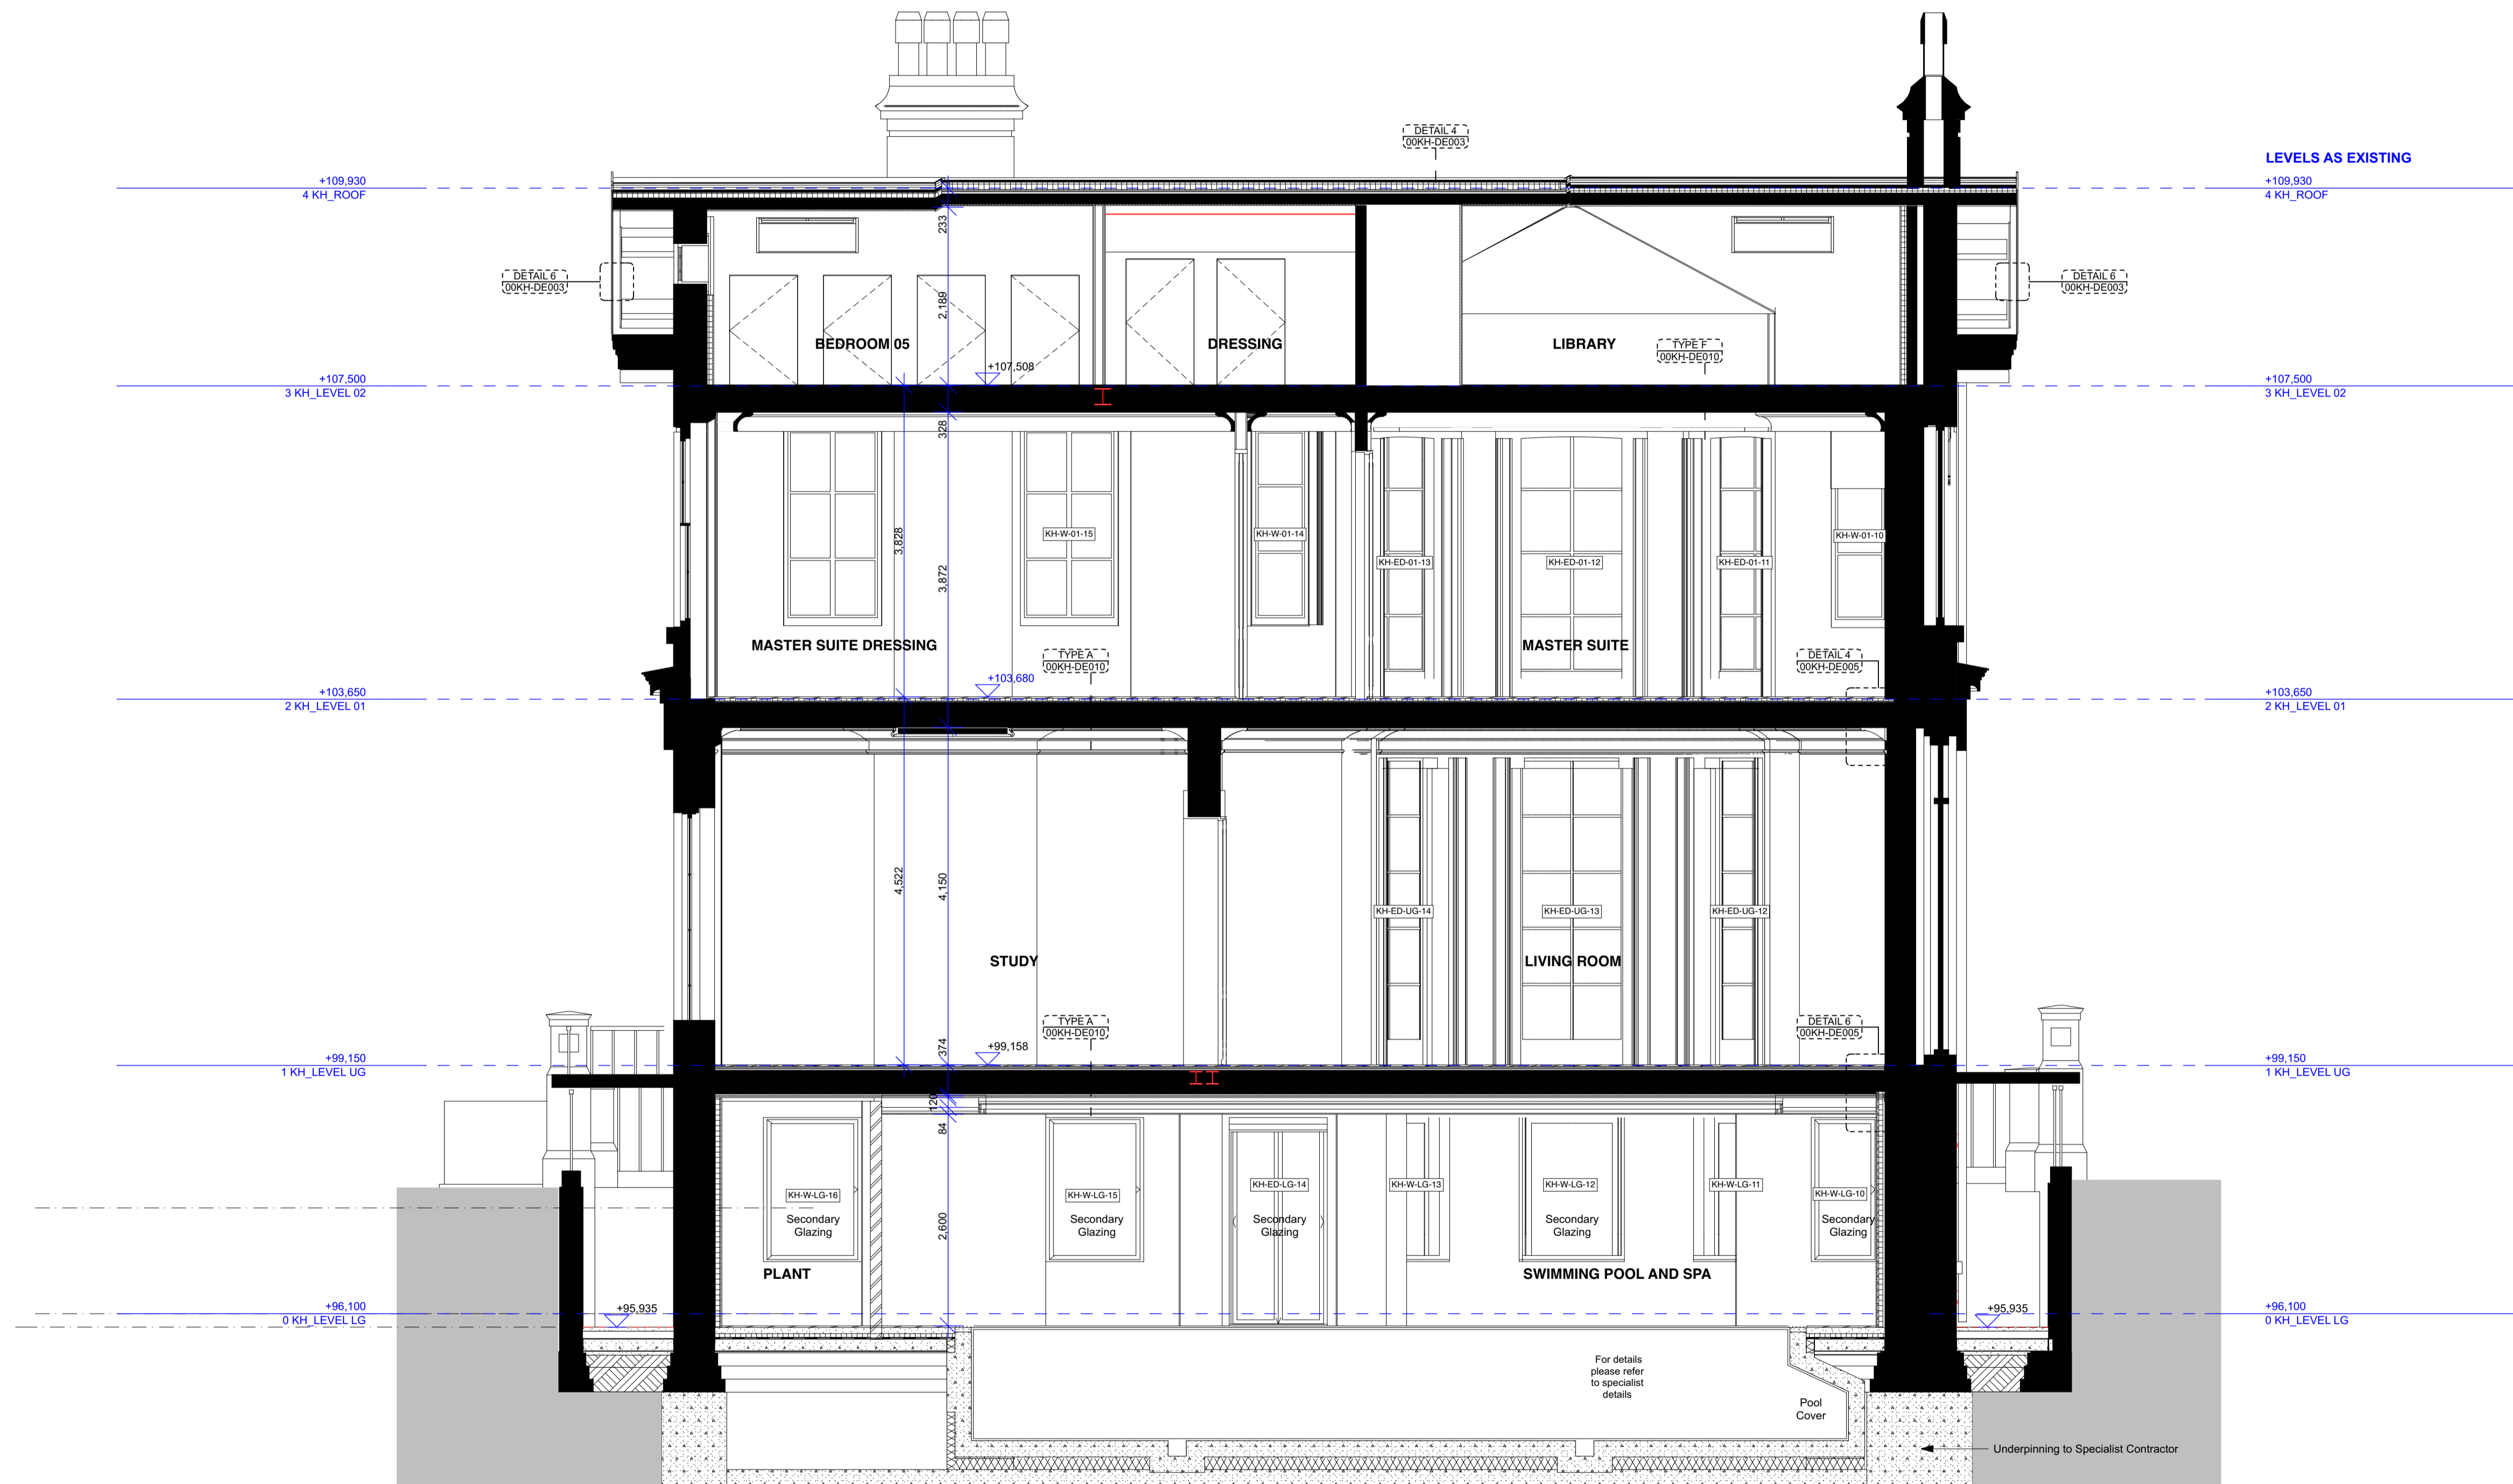 DETAIL 4
00KH-DE003
LEVELS AS EXISTING
+109,930
4 KH_ROOF
+109,930
4 KH_ROOF
233
DETAIL 6
00KH-DE003
DETAIL 6
00KH-DE003
2,189
BEDROOM 05
DRESSING
LIBRARY
TYPE F
00KH-DE010
+107,508
+107,500
3 KH_LEVEL 02
+107,500
3 KH_LEVEL 02
328
3,828
3,872
KH-W-01-15
KH-W-01-14
KH-ED-01-13
KH-ED-01-12
KH-ED-01-11
KH-W-01-10
MASTER SUITE DRESSING
MASTER SUITE
TYPE A
00KH-DE010
DETAIL 4
00KH-DE005
+103,680
+103,650
2 KH_LEVEL 01
+103,650
2 KH_LEVEL 01
4,522
4,150
KH-ED-UG-14
KH-ED-UG-13
KH-ED-UG-12
STUDY
LIVING ROOM
TYPE A
00KH-DE010
DETAIL 6
00KH-DE005
374
+99,158
+99,150
1 KH_LEVEL UG
+99,150
1 KH_LEVEL UG
120
84
2,600
KH-W-LG-16
Secondary
Glazing
KH-W-LG-15
Secondary
Glazing
KH-ED-LG-14
Secondary
Glazing
KH-W-LG-13
KH-W-LG-12
Secondary
Glazing
KH-W-LG-11
KH-W-LG-10
Secondary
Glazing
PLANT
SWIMMING POOL AND SPA
+96,100
0 KH_LEVEL LG
+95,935
+95,935
+96,100
0 KH_LEVEL LG
For details
please refer
to specialist
details
Pool
Cover
Underpinning to Specialist Contractor